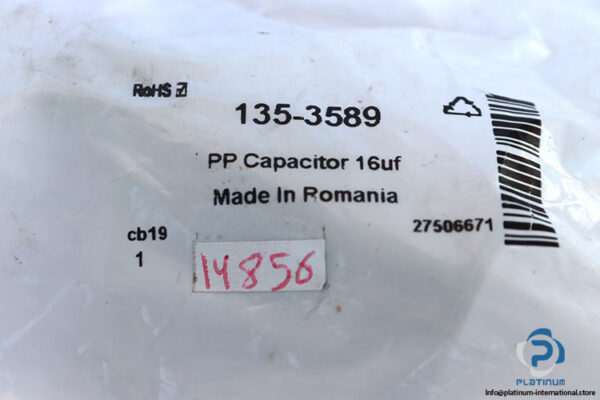 RoHS
135-3589
PP Capacitor 16uf
Made In Romania
27506671
cb19
1
14856
PLATINUM
Info@platinum-international.store